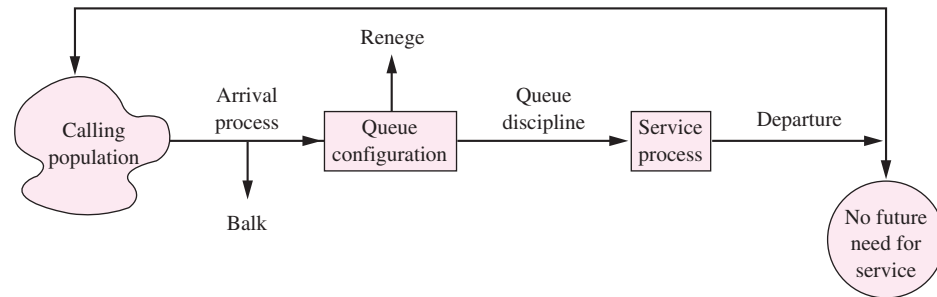 Renege
Arrival
process
Queue
discipline
Departure
Calling
population
Queue
configuration
Service
process
Balk
No future
need for
service